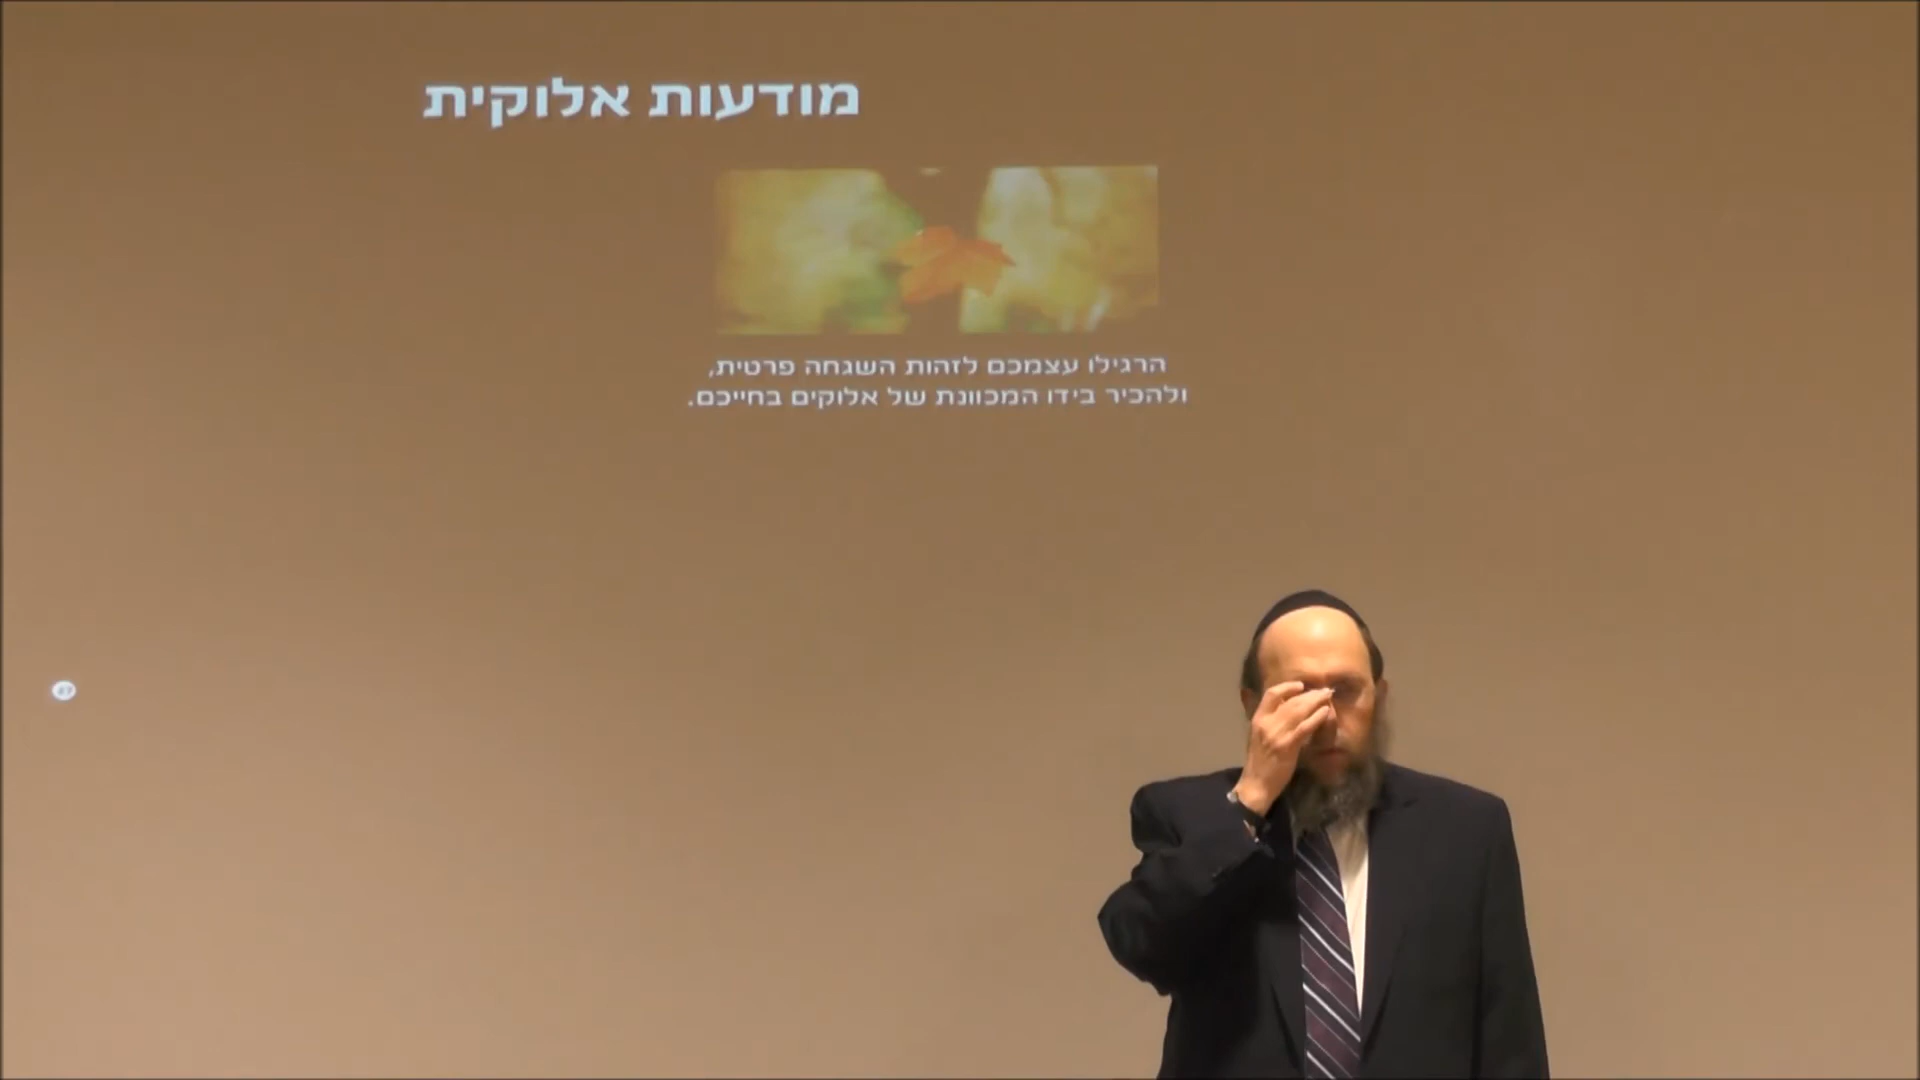 מודעות אלוקית
הרגילו עצמכם לזהות השגחה פרטית,
ולהכיר בידו המכוונת של אלוקים בחייכם.